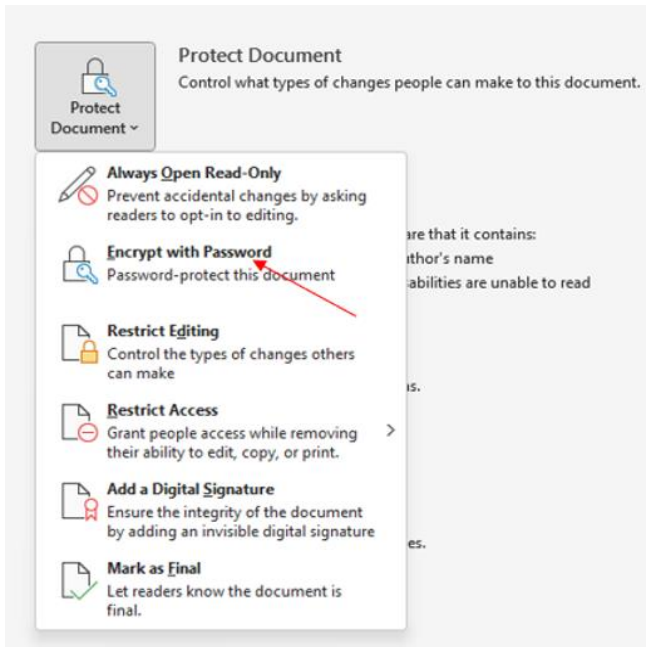 Protect Document
Control what types of changes people can make to this document.
Protect
Document
Always Open Read-Only
Prevent accidental changes by asking
readers to opt-in to editing.
are that it contains:
Encrypt with Password
thor's name
Password-protect this document
abilities are unable to read
Restrict Editing
Control the types of changes others
can make
Restrict Access
Grant people access while removing
their ability to edit, copy, or print.
Add a Digital Signature
Ensure the integrity of the document
by adding an invisible digital signature
Mark as Final
Let readers know the document is
final.